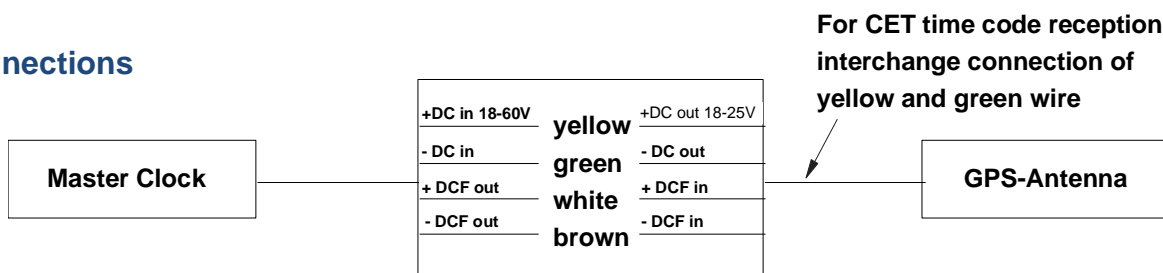 For CET time code reception
interchange connection of
yellow and green wire
nections
Master Clock
+DC in 18-60V yellow +DC out 18-25V
- DC in green - DC out
+ DCF out white + DCF in
- DCF out brown - DCF in
GPS-Antenna